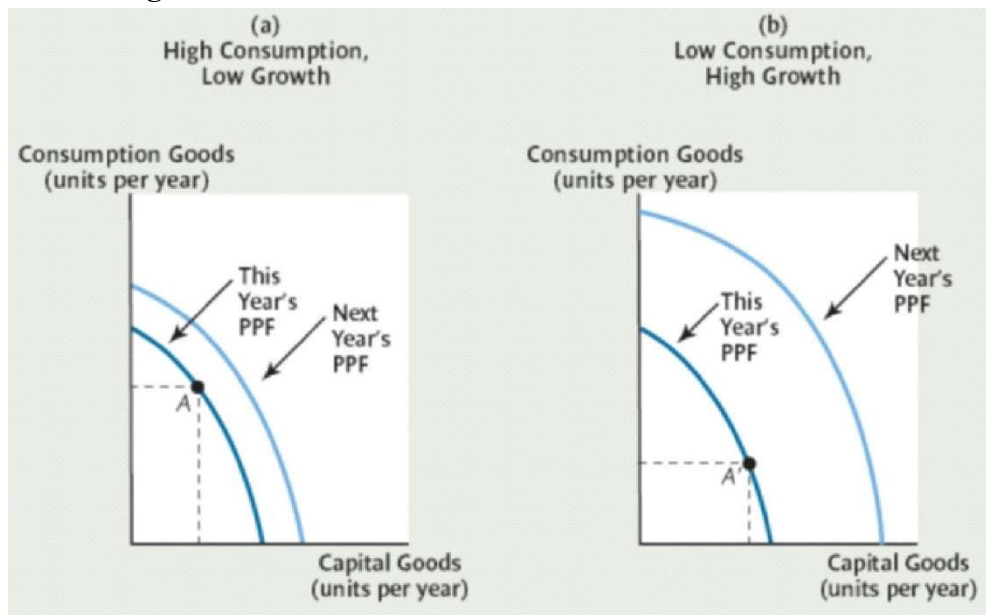 (a)
High Consumption,
Low Growth
Consumption Goods
(units per year)
This
Year's
PPF
Next
Year's
PPF
A
Capital Goods
(units per year)
(b)
Low Consumption,
High Growth
Consumption Goods
(units per year)
Next
Year's
PPF
This
Year's
PPF
A'
Capital Goods
(units per year)